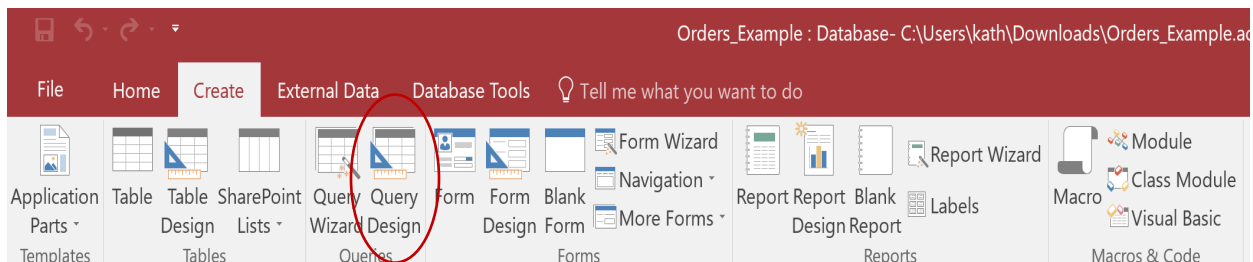 Orders_Example : Database- C:\Users\kath\Downloads\Orders_Example.ac
File Home Create External Data Database Tools Tell me what you want to do
Application Parts
Table
Table Design
SharePoint Lists
Query Wizard
Query Design
Form
Form Design
Blank Form
Form Wizard
Navigation
More Forms
Report
Report Design
Blank Report
Report Wizard
Labels
Macro
Module
Class Module
Visual Basic
Templates Tables Queries Forms Reports Macros & Code